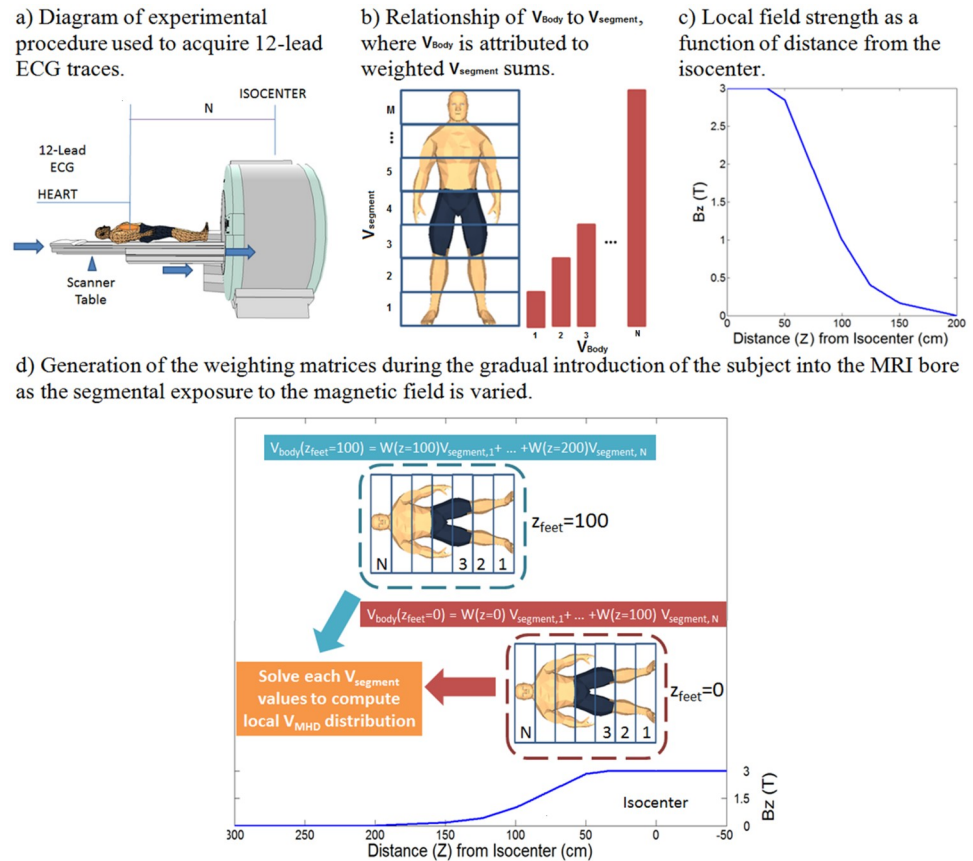 a) Diagram of experimental
procedure used to acquire 12-lead
ECG traces.
ISOCENTER
N
12-Lead
ECG
HEART
Scanner
Table
b) Relationship of VBody to Vsegment,
where VBody is attributed to
weighted Vsegment sums.
Vsegment
M
⋮
5
4
3
2
1
...
1 2 3 N
VBody
c) Local field strength as a
function of distance from the
isocenter.
Bz (T)
3
2.5
2
1.5
1
0.5
0
0 50 100 150 200
Distance (Z) from Isocenter (cm)
d) Generation of the weighting matrices during the gradual introduction of the subject into the MRI bore
as the segmental exposure to the magnetic field is varied.
Vbody(zfeet=100) = W(z=100)Vsegment,1+ ... +W(z=200)Vsegment, N
N 3 2 1
zfeet=100
Vbody(zfeet=0) = W(z=0) Vsegment,1+ ... +W(z=100) Vsegment, N
Solve each Vsegment
values to compute
local VMHD distribution
N 3 2 1
zfeet=0
Isocenter
3
1.5
0
Bz (T)
300 250 200 150 100 50 0 -50
Distance (Z) from Isocenter (cm)